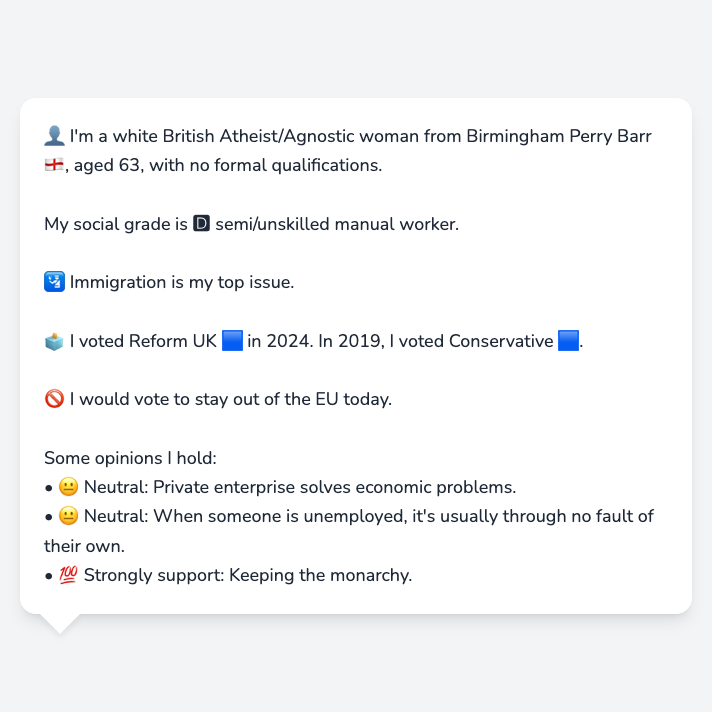 👤 I'm a white British Atheist/Agnostic woman from Birmingham Perry Barr
🏴󠁧󠁢󠁥󠁮󠁧󠁿, aged 63, with no formal qualifications.
My social grade is 🅳 semi/unskilled manual worker.
🛂 Immigration is my top issue.
🗳️ I voted Reform UK 🟦 in 2024. In 2019, I voted Conservative 🟦.
🚫 I would vote to stay out of the EU today.
Some opinions I hold:
• 😐 Neutral: Private enterprise solves economic problems.
• 😐 Neutral: When someone is unemployed, it's usually through no fault of
their own.
• 💯 Strongly support: Keeping the monarchy.